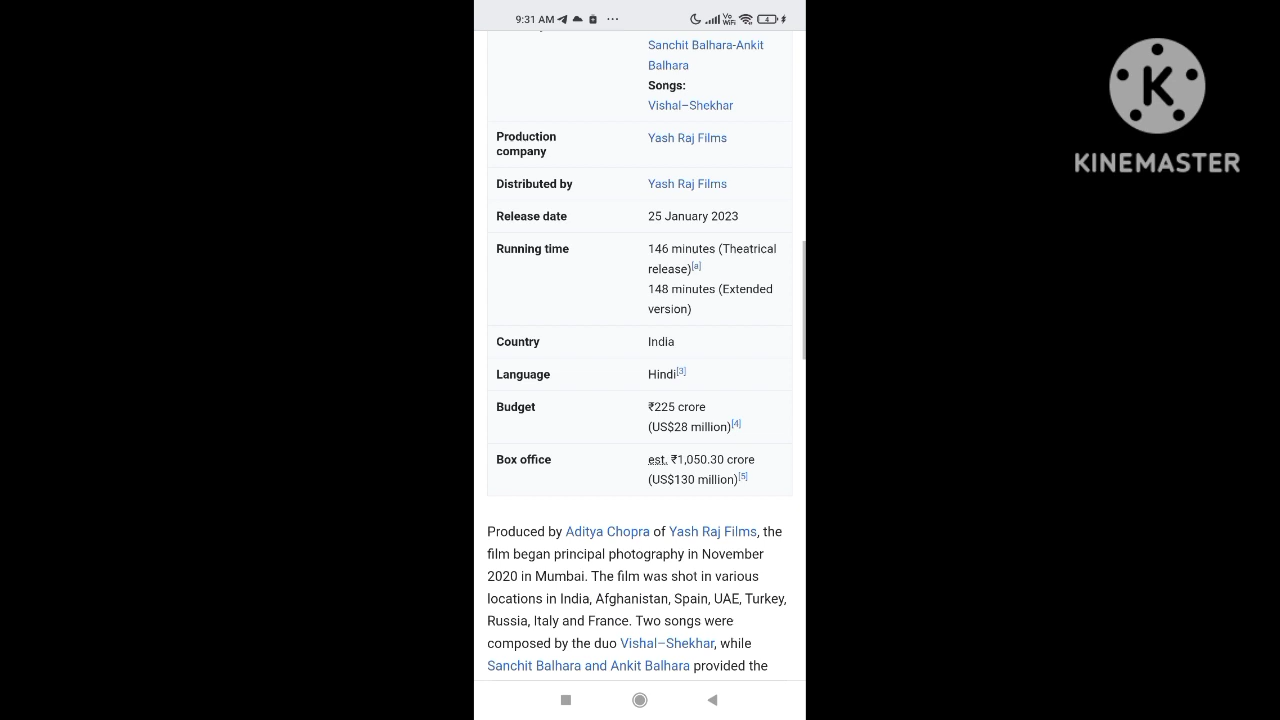 9:31 AM
4
Sanchit Balhara-Ankit
Balhara
Songs:
Vishal–Shekhar
Production
company
Yash Raj Films
Distributed by
Yash Raj Films
Release date
25 January 2023
Running time
146 minutes (Theatrical
release)[a]
148 minutes (Extended
version)
Country
India
Language
Hindi[3]
Budget
₹225 crore
(US$28 million)[4]
Box office
est. ₹1,050.30 crore
(US$130 million)[5]
Produced by Aditya Chopra of Yash Raj Films, the
film began principal photography in November
2020 in Mumbai. The film was shot in various
locations in India, Afghanistan, Spain, UAE, Turkey,
Russia, Italy and France. Two songs were
composed by the duo Vishal–Shekhar, while
Sanchit Balhara and Ankit Balhara provided the
K
KINEMASTER